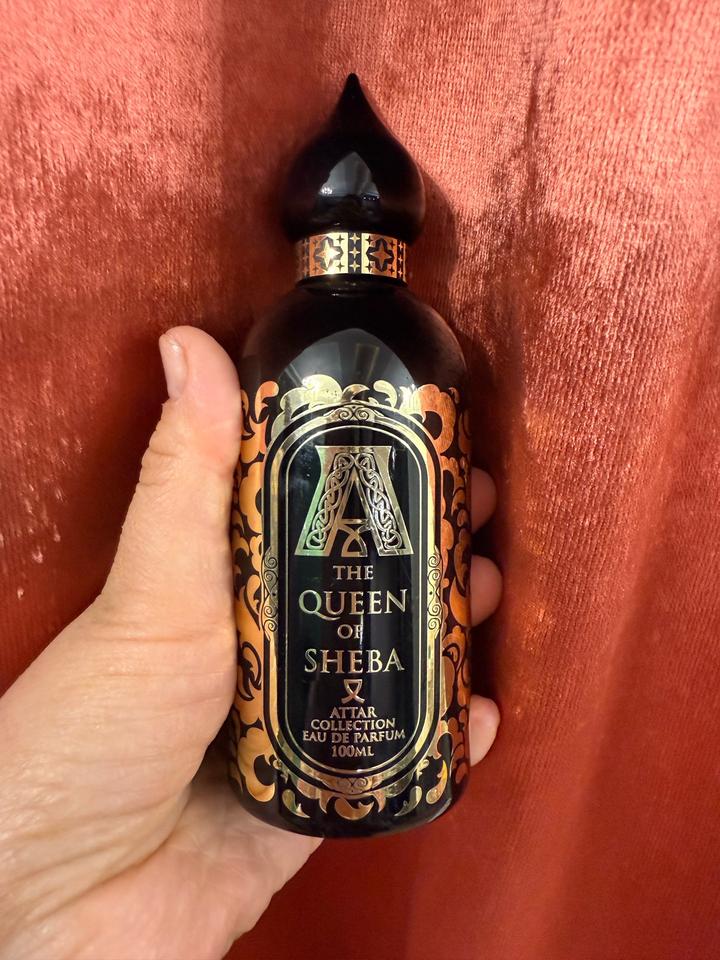 A
THE
QUEEN
OF
SHEBA
ATTAR
COLLECTION
EAU DE PARFUM
100ML